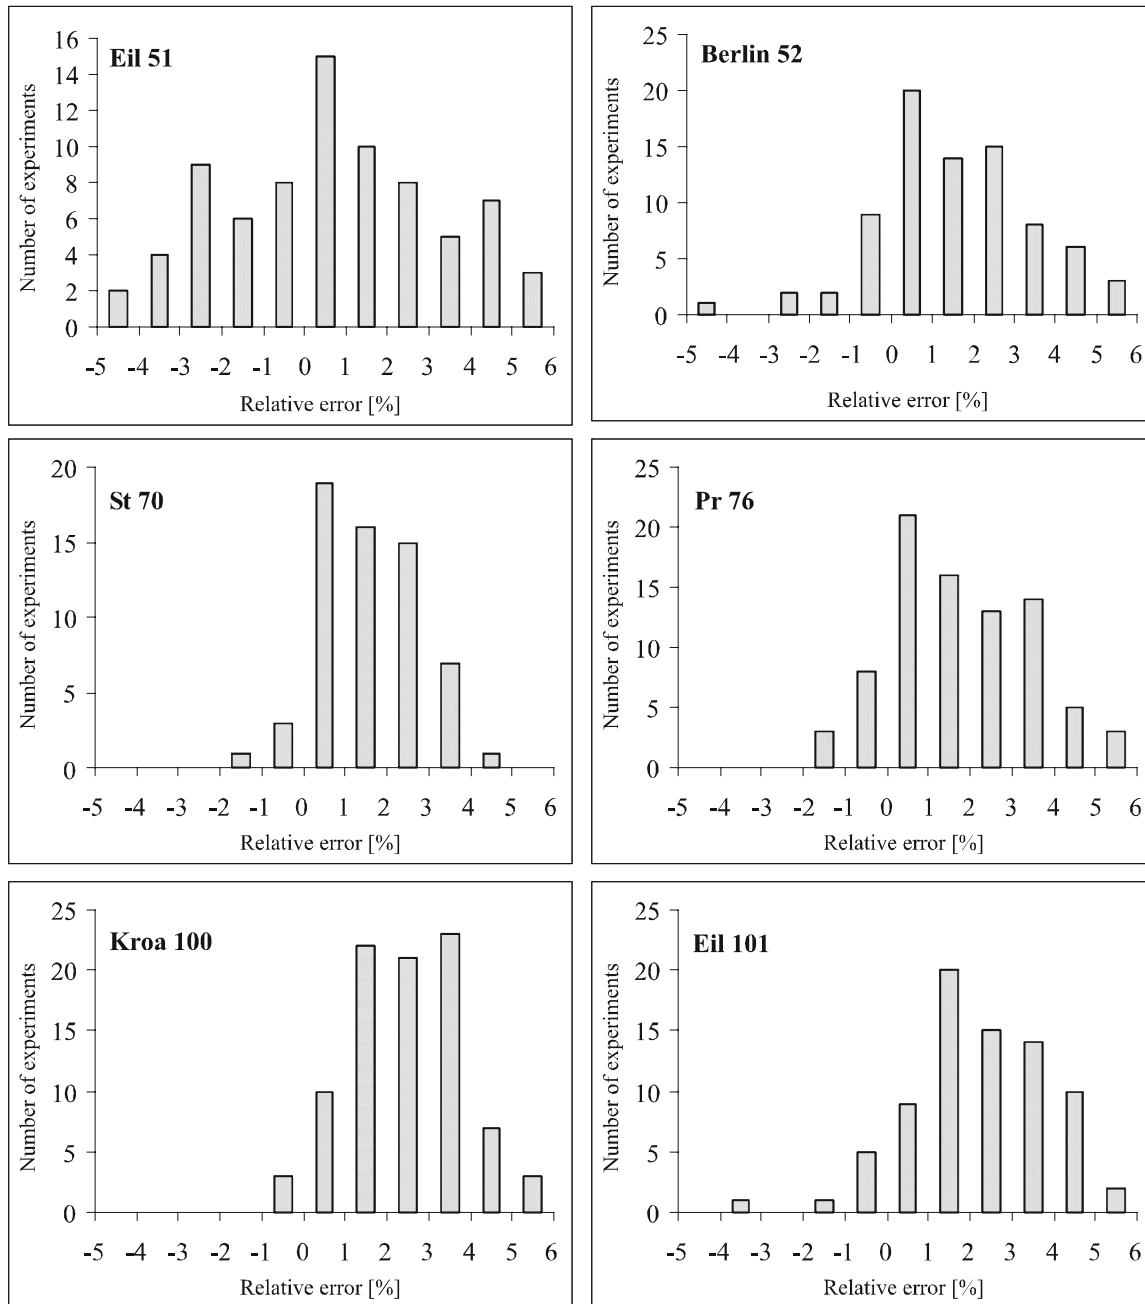 Eil 51
Number of experiments
16
14
12
10
8
6
4
2
0
-5 -4 -3 -2 -1 0 1 2 3 4 5 6
Relative error [%]
Berlin 52
Number of experiments
25
20
15
10
5
0
-5 -4 -3 -2 -1 0 1 2 3 4 5 6
Relative error [%]
St 70
Number of experiments
20
15
10
5
0
-5 -4 -3 -2 -1 0 1 2 3 4 5 6
Relative error [%]
Pr 76
Number of experiments
25
20
15
10
5
0
-5 -4 -3 -2 -1 0 1 2 3 4 5 6
Relative error [%]
Kroa 100
Number of experiments
25
20
15
10
5
0
-5 -4 -3 -2 -1 0 1 2 3 4 5 6
Relative error [%]
Eil 101
Number of experiments
25
20
15
10
5
0
-5 -4 -3 -2 -1 0 1 2 3 4 5 6
Relative error [%]